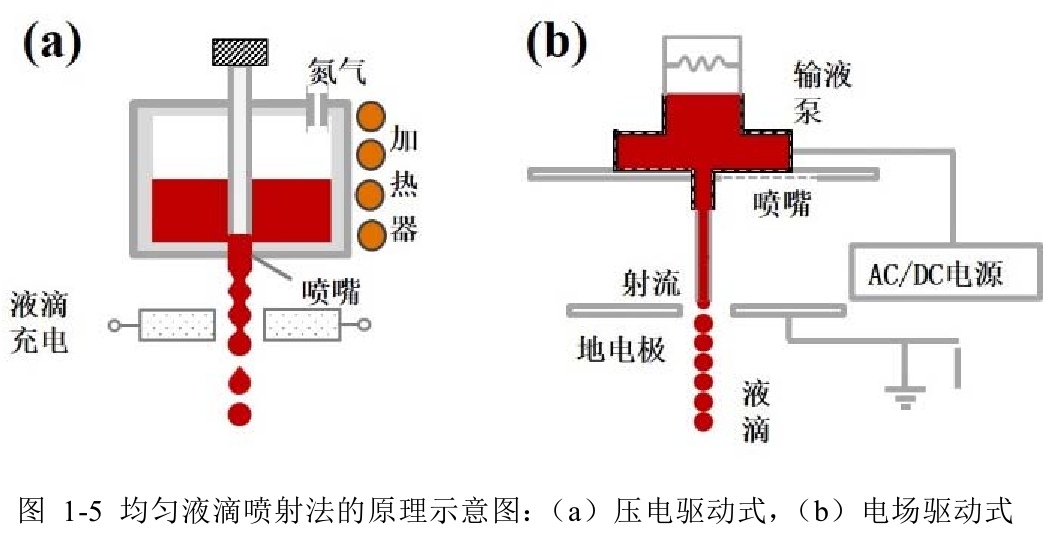 (a)
氮气
加
热
器
喷嘴
液滴
充电
(b)
输液
泵
喷嘴
AC/DC电源
射流
地电极
液
滴
图 1-5 均匀液滴喷射法的原理示意图：（a）压电驱动式，（b）电场驱动式